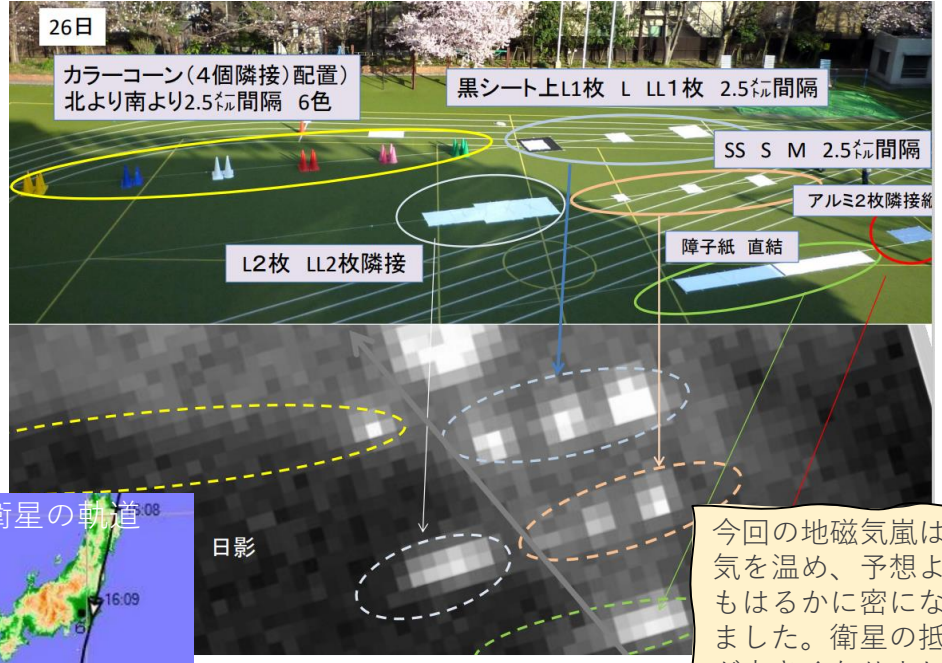 26日
カラーコーン(4個隣接)配置)
北より南より2.5㍍間隔 6色
黒シート上L1枚 L LL1枚 2.5㍍間隔
SS S M 2.5㍍間隔
アルミ2枚隣接縦
障子紙 直結
L2枚 LL2枚隣接
衛星の軌道
:08
16:09
日影
今回の地磁気嵐は
気を温め、予想よ
もはるかに密にな
ました。衛星の抵